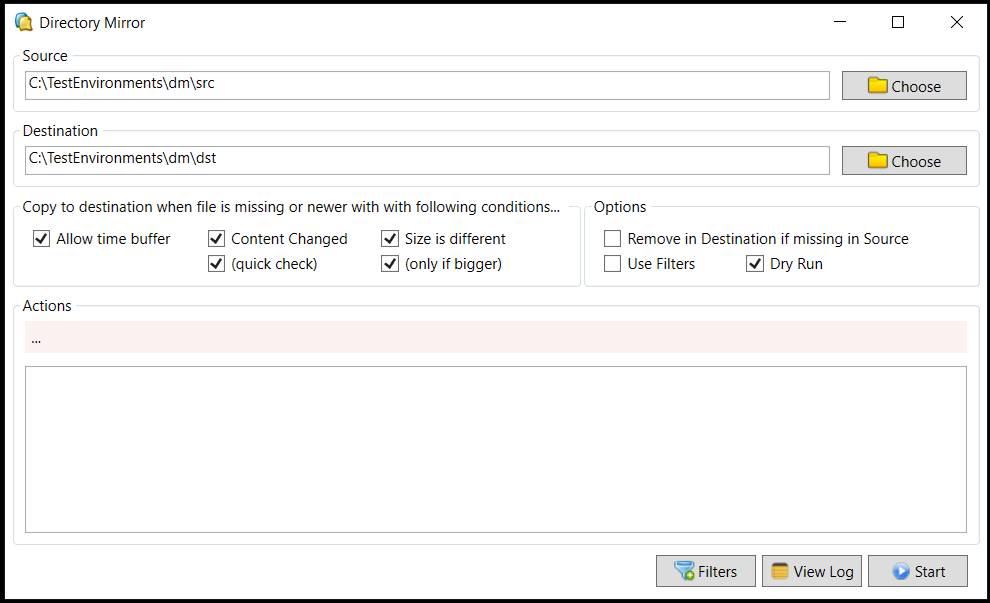 Directory Mirror
Source
C:\TestEnvironments\dm\src
Choose
Destination
C:\TestEnvironments\dm\dst
Choose
Copy to destination when file is missing or newer with with following conditions...
Options
Allow time buffer
Content Changed
Size is different
Remove in Destination if missing in Source
(quick check)
(only if bigger)
Use Filters
Dry Run
Actions
...
Filters
View Log
Start